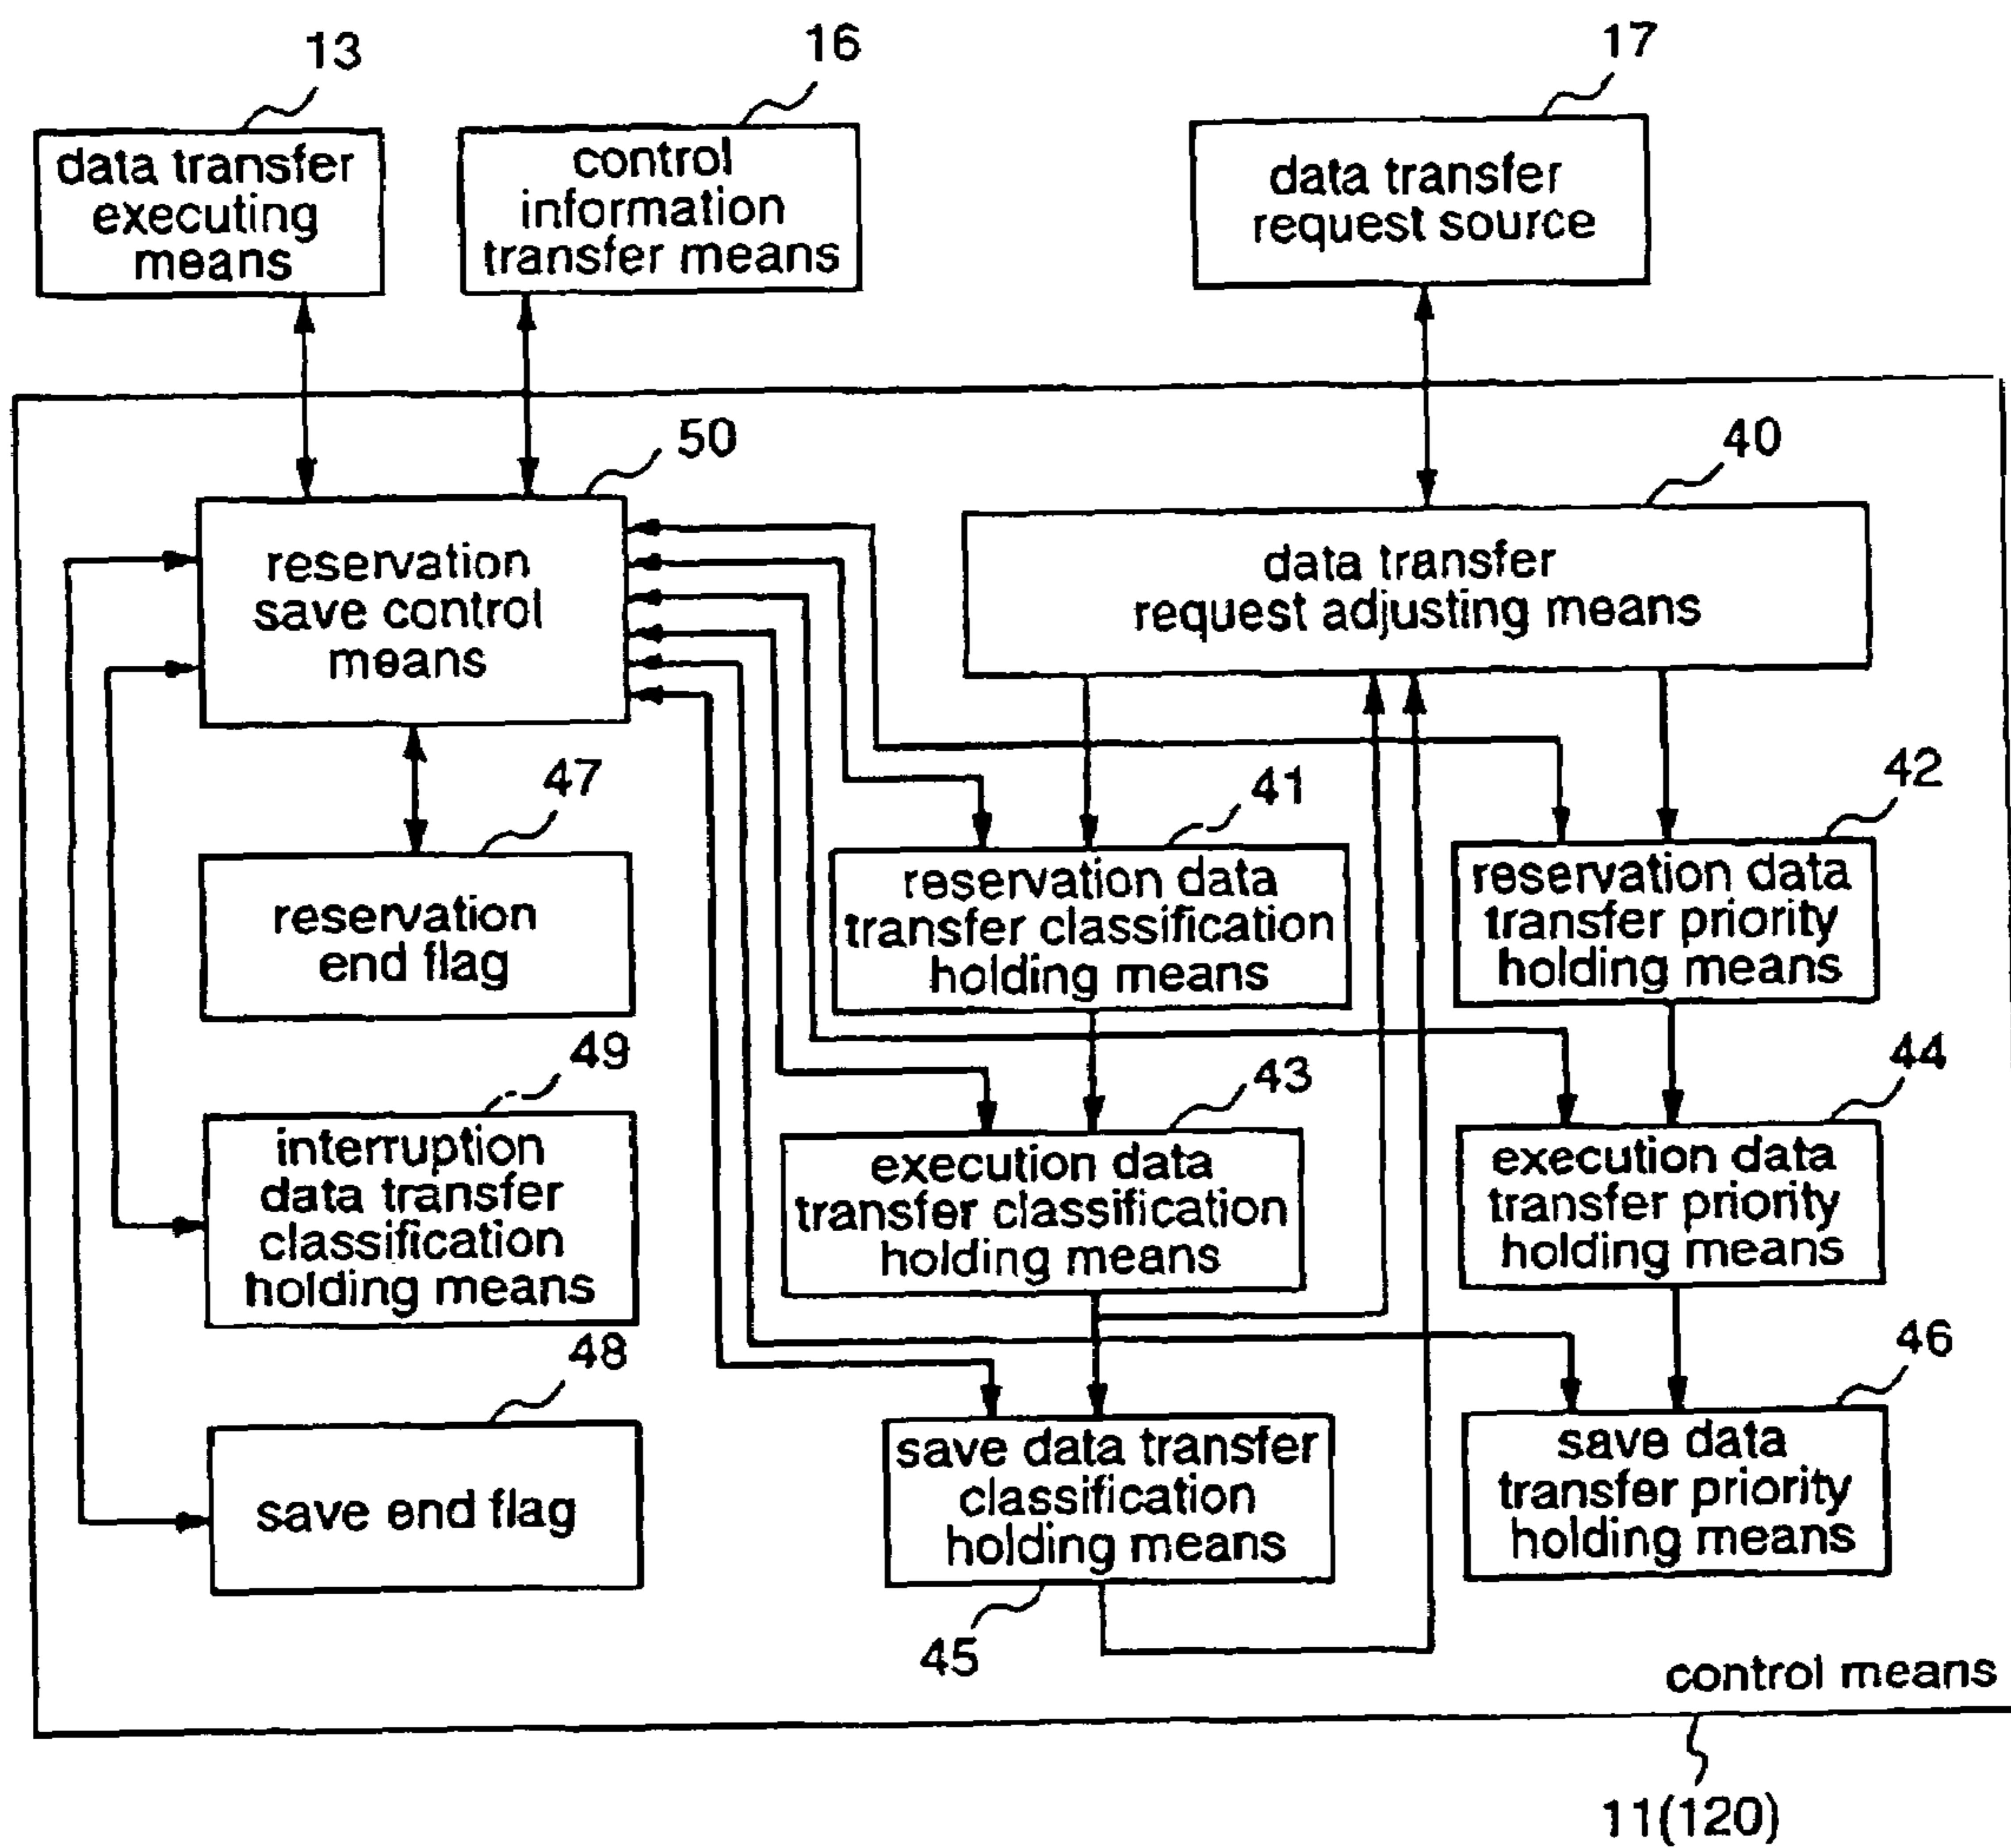 13
16
17
data transfer
executing
means
control
information
transfer means
data transfer
request source
50
40
reservation
save control
means
data transfer
request adjusting means
47
41
42
reservation
end flag
reservation data
transfer classification
holding means
reservation data
transfer priority
holding means
49
43
44
interruption
data transfer
classification
holding means
execution data
transfer classification
holding means
execution data
transfer priority
holding means
48
46
save end flag
save data transfer
classification
holding means
save data
transfer priority
holding means
45
control means
11(120)